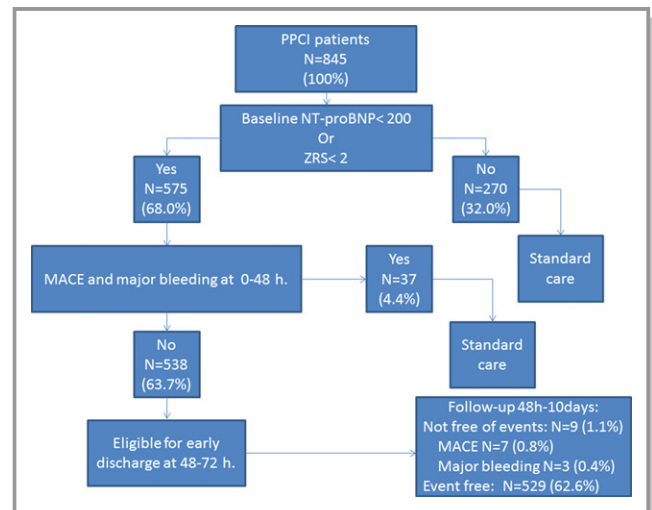 PPCI patients
N=845
(100%)
Baseline NT-proBNP< 200
Or
ZRS< 2
Yes
N=575
(68.0%)
No
N=270
(32.0%)
Standard
care
MACE and major bleeding at 0-48 h.
Yes
N=37
(4.4%)
Standard
care
No
N=538
(63.7%)
Eligible for early
discharge at 48-72 h.
Follow-up 48h-10days:
Not free of events: N=9 (1.1%)
MACE N=7 (0.8%)
Major bleeding N=3 (0.4%)
Event free: N=529 (62.6%)